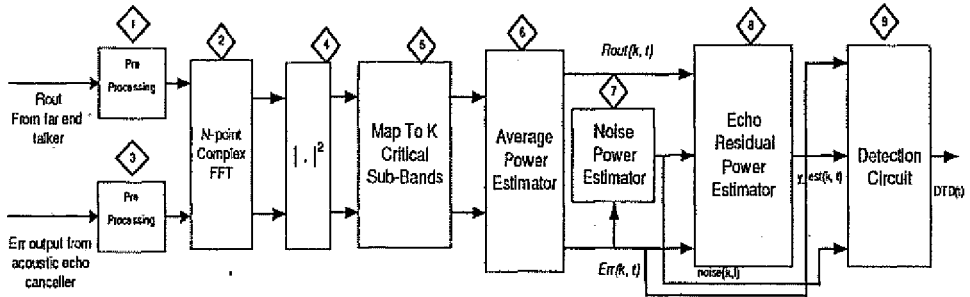 1
2
3
4
5
6
7
8
9
Pre
Processing
Rout
From far end
talker
Pre
Processing
Err output from
acoustic echo
canceller
N-point
Complex
FFT
| . |²
Map To K
Critical
Sub-Bands
Average
Power
Estimator
Rout(k, t)
Noise
Power
Estimator
Err(k, t)
Echo
Residual
Power
Estimator
noise(k,t)
y_est(k, t)
Detection
Circuit
DTD(t)